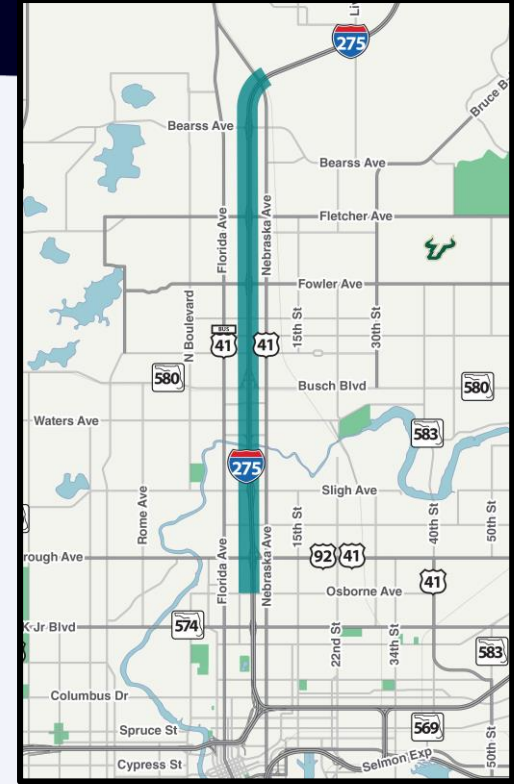 Liv
275
Bruce B
Bearss Ave
Bearss Ave
Fletcher Ave
Florida Ave
Nebraska Ave
Fowler Ave
N Boulevard
15th St
30th St
BUS
41
41
580
Busch Blvd
580
Waters Ave
583
275
Sligh Ave
Rome Ave
15th St
40th St
50th St
rough Ave
Florida Ave
Nebraska Ave
92
41
Osborne Ave
41
K Jr Blvd
574
22nd St
34th St
583
Columbus Dr
569
Spruce St
Cypress St
Selmon Exp
50th St